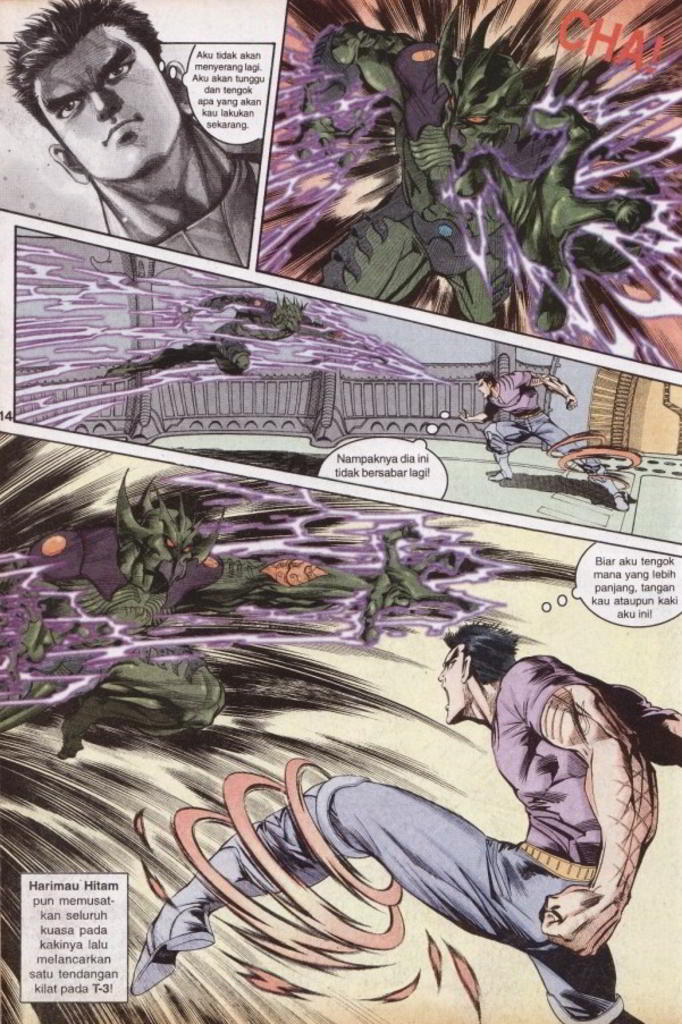 Aku tidak akan
menyerang lagi.
Aku akan tunggu
dan tengok
apa yang akan
kau lakukan
sekarang.
CHA!
14
Nampaknya dia ini
tidak bersabar lagi!
Biar aku tengok
mana yang lebih
panjang, tangan
kau ataupun kaki
aku ini!
Harimau Hitam
pun memusat-
kan seluruh
kuasa pada
kakinya lalu
melancarkan
satu tendangan
kilat pada T-3!